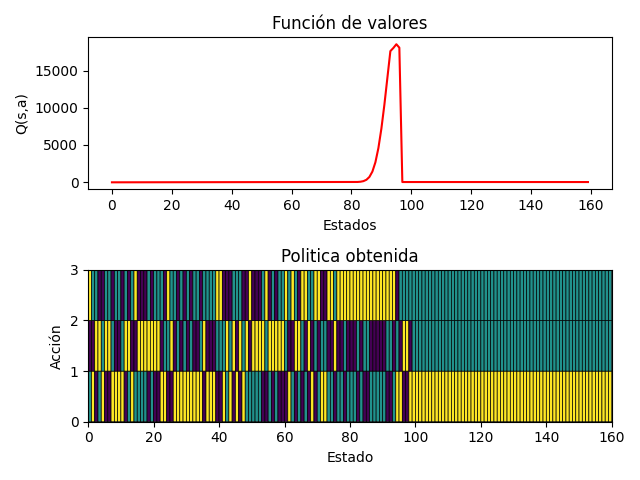 Función de valores
15000
10000
5000
0
Q(s,a)
0 20 40 60 80 100 120 140 160
Estados
Politica obtenida
3
2
1
0
Acción
0 20 40 60 80 100 120 140 160
Estado